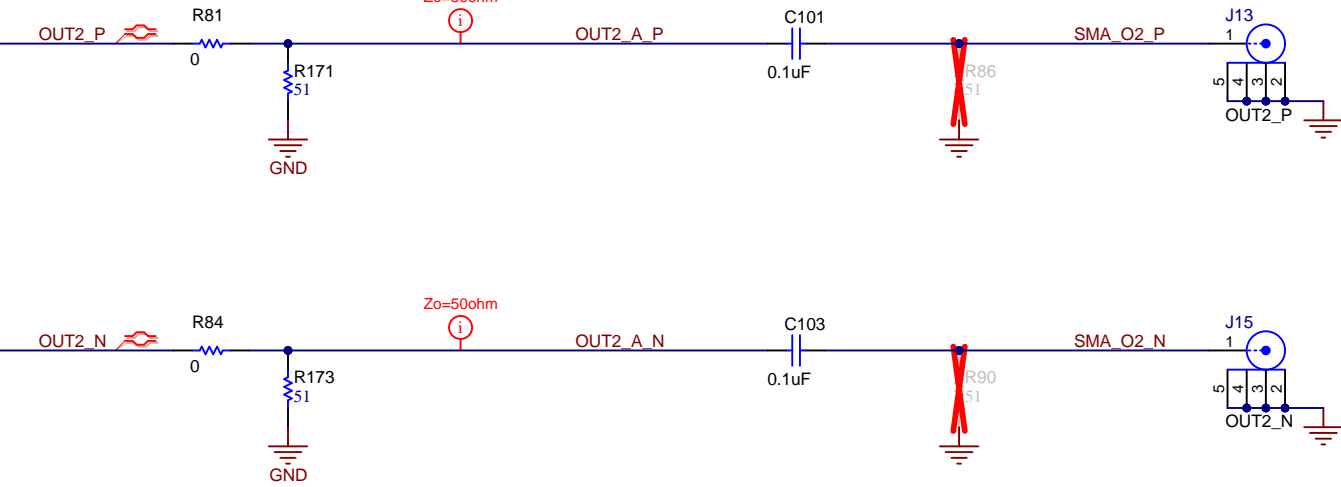 R81
C101
J13
OUT2_P
OUT2_A_P
SMA_O2_P
1
0
R171
51
0.1uF
R86
51
5
4
3
2
OUT2_P
GND
Zo=50ohm
R84
C103
J15
OUT2_N
OUT2_A_N
SMA_O2_N
1
0
R173
51
0.1uF
R90
51
5
4
3
2
OUT2_N
GND